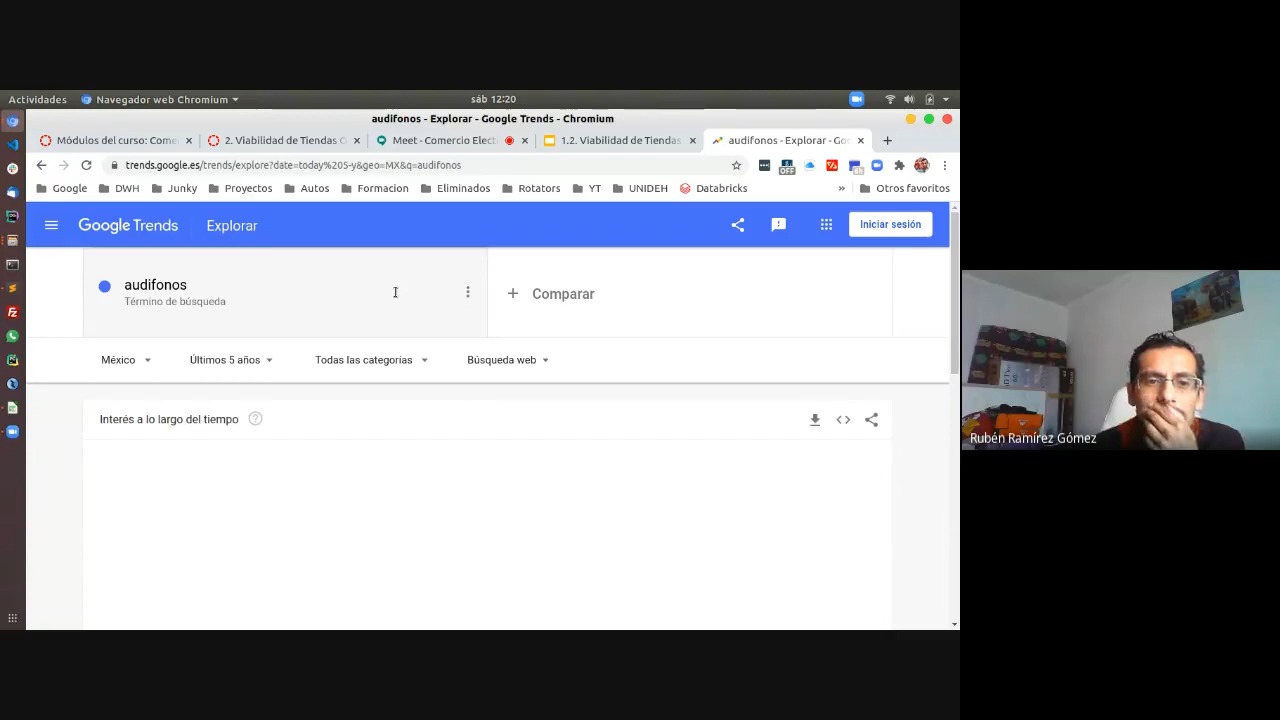 Actividades Navegador web Chromium sáb 12:20
audifonos - Explorar - Google Trends - Chromium
Módulos del curso: Come 2. Viabilidad de Tiendas O Meet - Comercio Elect 1.2. Viabilidad de Tiendas audifonos - Explorar - Go
trends.google.es/trends/explore?date=today%205-y&geo=MX&q=audifonos OFF
Google DWH Junky Proyectos Autos Formacion Eliminados Rotators YT UNIDEH Databricks » Otros favoritos
Google Trends Explorar Iniciar sesión
audifonos
Término de búsqueda
+ Comparar
México Últimos 5 años Todas las categorías Búsqueda web
Interés a lo largo del tiempo
Rubén Ramírez Gómez